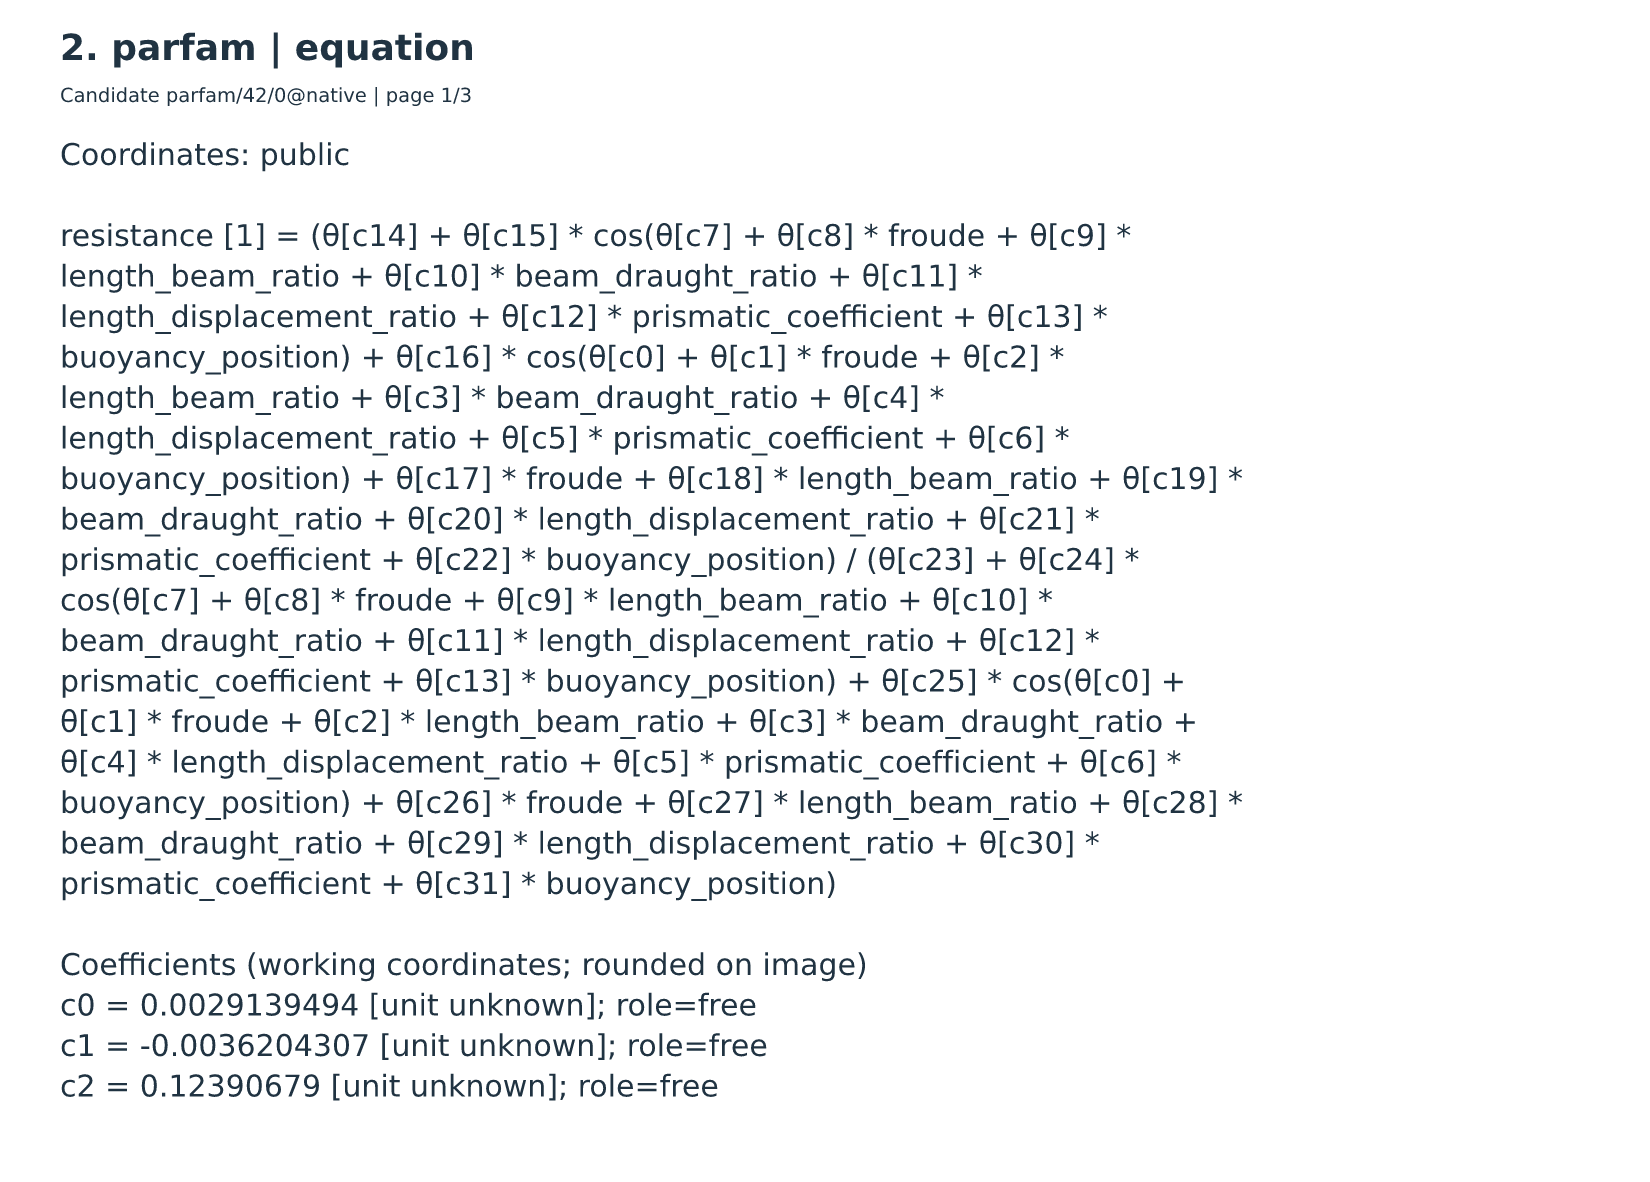 2. parfam | equation
Candidate parfam/42/0@native | page 1/3
Coordinates: public
resistance [1] = (θ[c14] + θ[c15] * cos(θ[c7] + θ[c8] * froude + θ[c9] *
length_beam_ratio + θ[c10] * beam_draught_ratio + θ[c11] *
length_displacement_ratio + θ[c12] * prismatic_coefficient + θ[c13] *
buoyancy_position) + θ[c16] * cos(θ[c0] + θ[c1] * froude + θ[c2] *
length_beam_ratio + θ[c3] * beam_draught_ratio + θ[c4] *
length_displacement_ratio + θ[c5] * prismatic_coefficient + θ[c6] *
buoyancy_position) + θ[c17] * froude + θ[c18] * length_beam_ratio + θ[c19] *
beam_draught_ratio + θ[c20] * length_displacement_ratio + θ[c21] *
prismatic_coefficient + θ[c22] * buoyancy_position) / (θ[c23] + θ[c24] *
cos(θ[c7] + θ[c8] * froude + θ[c9] * length_beam_ratio + θ[c10] *
beam_draught_ratio + θ[c11] * length_displacement_ratio + θ[c12] *
prismatic_coefficient + θ[c13] * buoyancy_position) + θ[c25] * cos(θ[c0] +
θ[c1] * froude + θ[c2] * length_beam_ratio + θ[c3] * beam_draught_ratio +
θ[c4] * length_displacement_ratio + θ[c5] * prismatic_coefficient + θ[c6] *
buoyancy_position) + θ[c26] * froude + θ[c27] * length_beam_ratio + θ[c28] *
beam_draught_ratio + θ[c29] * length_displacement_ratio + θ[c30] *
prismatic_coefficient + θ[c31] * buoyancy_position)
Coefficients (working coordinates; rounded on image)
c0 = 0.0029139494 [unit unknown]; role=free
c1 = -0.0036204307 [unit unknown]; role=free
c2 = 0.12390679 [unit unknown]; role=free